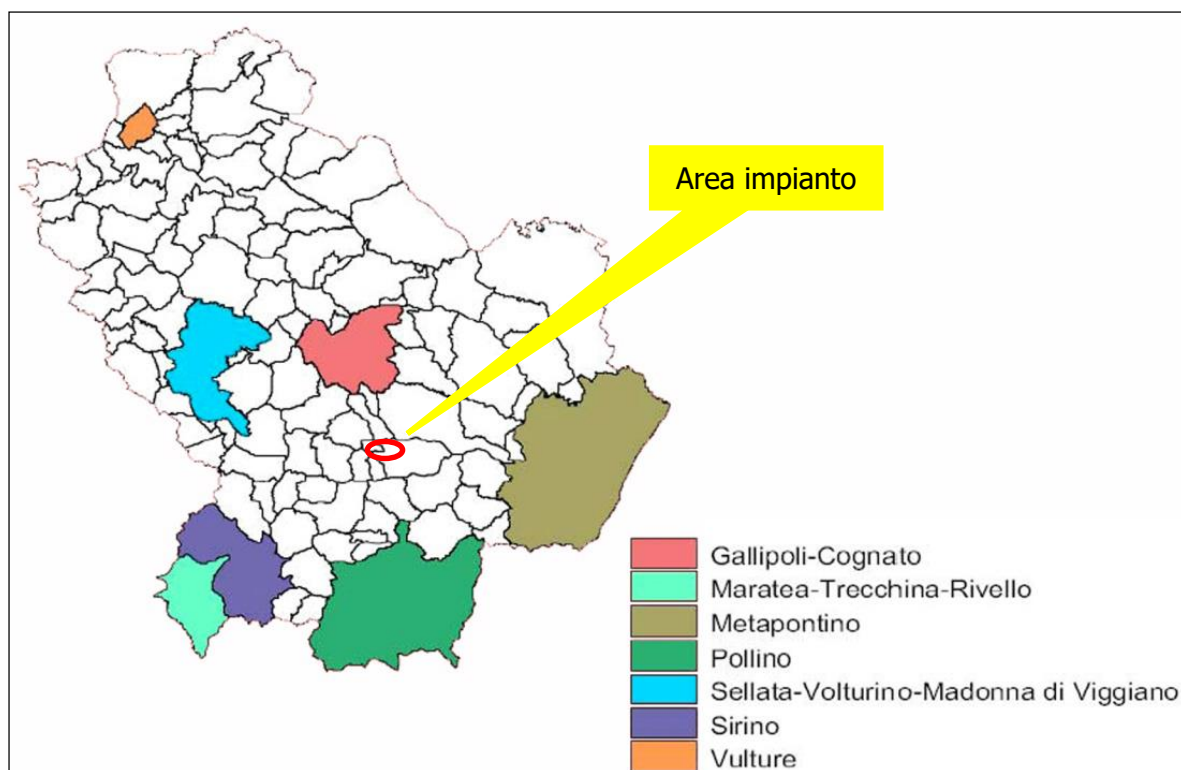 Area impianto
Gallipoli-Cognato
Maratea-Trecchina-Rivello
Metapontino
Pollino
Sellata-Volturino-Madonna di Viggiano
Sirino
Vulture